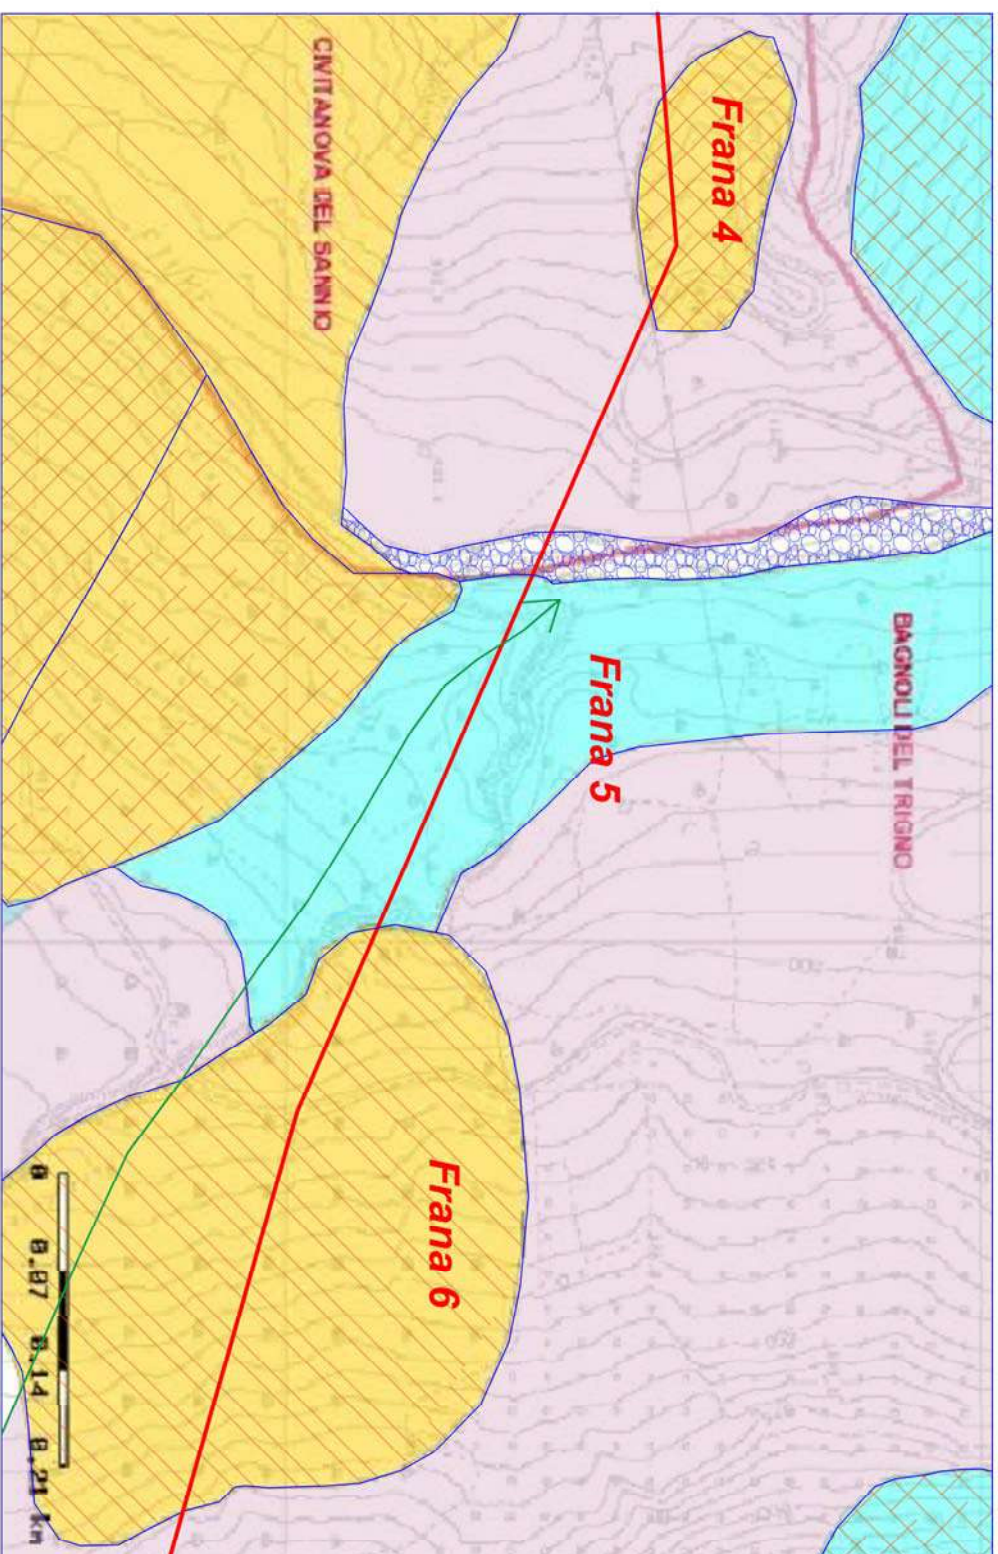 CIVITANOVA DEL SANNIO
Frana 4
BAGNOLI DEL TRIGNO
Frana 5
Frana 6
0 0.07 0.14 0.21 km